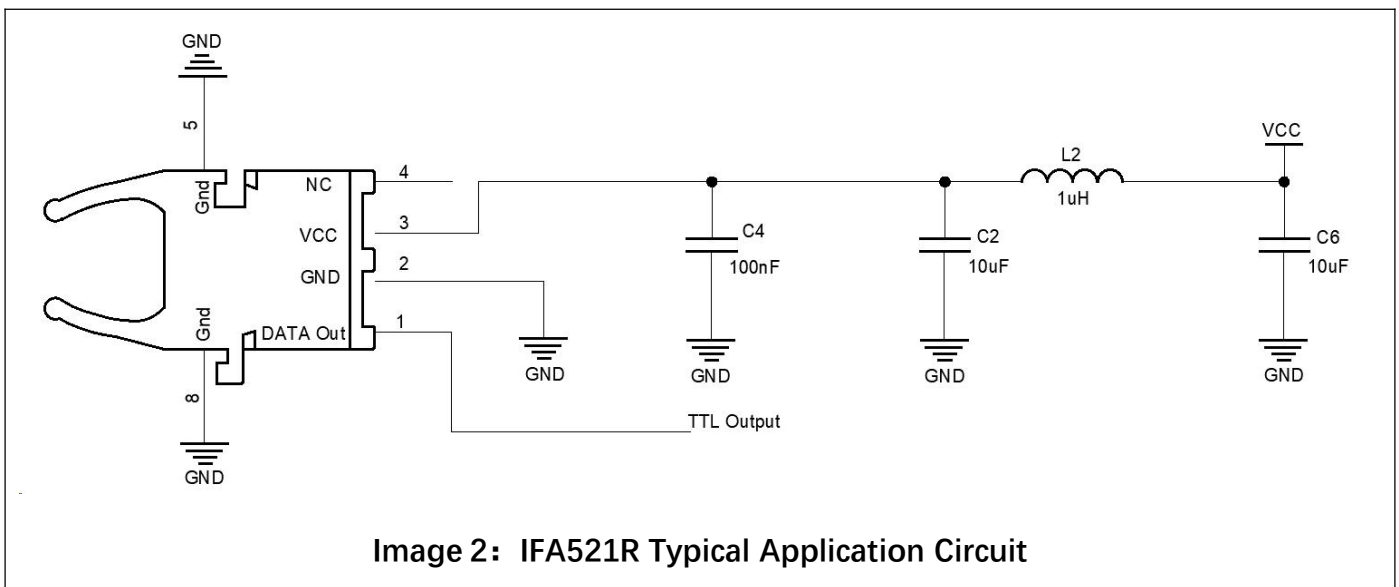 GND
5
Gnd
NC
4
VCC
3
GND
2
Gnd
DATA Out
1
8
GND
GND
TTL Output
C4
100nF
GND
C2
10uF
GND
L2
1uH
VCC
C6
10uF
GND
Image 2：IFA521R Typical Application Circuit